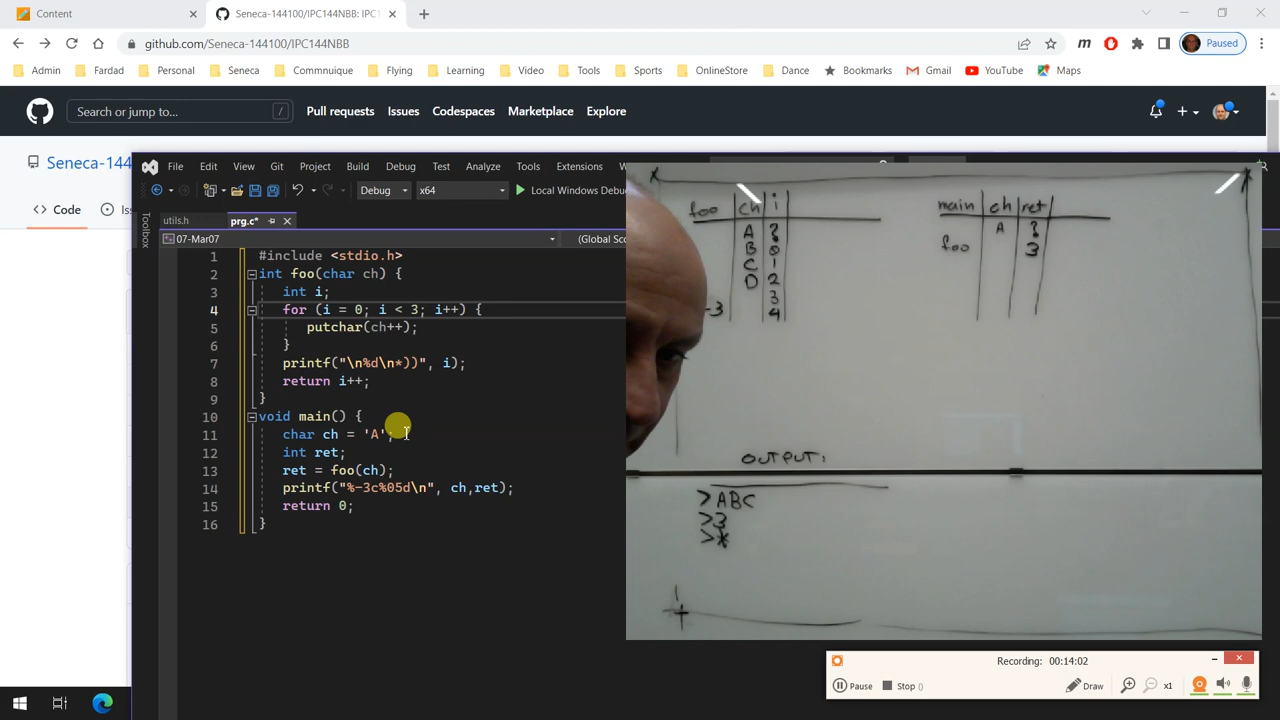 Content
Seneca-144100/IPC144NBB: IPC1
github.com/Seneca-144100/IPC144NBB
Paused
Admin Fardad Personal Seneca Commnuique Flying Learning Video Tools Sports OnlineStore Dance Bookmarks Gmail YouTube Maps
Search or jump to... /
Pull requests Issues Codespaces Marketplace Explore
Seneca-144
Code Iss
File Edit View Git Project Build Debug Test Analyze Tools Extensions W
Debug x64 Local Windows Debu
Toolbox
utils.h prg.c*
07-Mar07 (Global Sco
1 #include <stdio.h>
2 int foo(char ch) {
3 int i;
4 for (i = 0; i < 3; i++) {
5 putchar(ch++);
6 }
7 printf("\n%d\n*))", i);
8 return i++;
9 }
10 void main() {
11 char ch = 'A';
12 int ret;
13 ret = foo(ch);
14 printf("%-3c%05d\n", ch,ret);
15 return 0;
16 }
foo ch i
A ?
B 0
C 1
D 2
3
-3 4
main ch ret
A ?
foo 3
OUTPUT:
>ABC
>3
>*
Recording: 00:14:02
Pause Stop () Draw x1